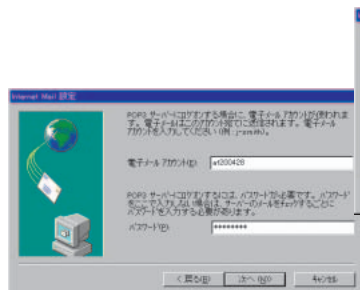 Internet Mail 設定
POP3 サーバーにログオンする場合に、電子メール アカウントが使われま
す。電子メールはこのアカウント宛てに送信されます。電子メール
アカウントを入力してください (例 : j-smith)。
電子メール アカウント(E):
at200428
POP3 サーバーにログオンするには、パスワードが必要です。パスワード
をここで入力しない場合は、サーバーのメールをチェックするごとに
パスワードを入力する必要があります。
パスワード(P):
********
< 戻る(B)
次へ(N)>
キャンセル